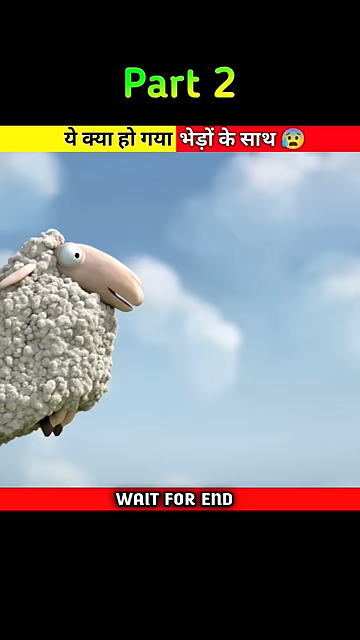 Part 2
ये क्या हो गया भेड़ों के साथ 😰
WAIT FOR END